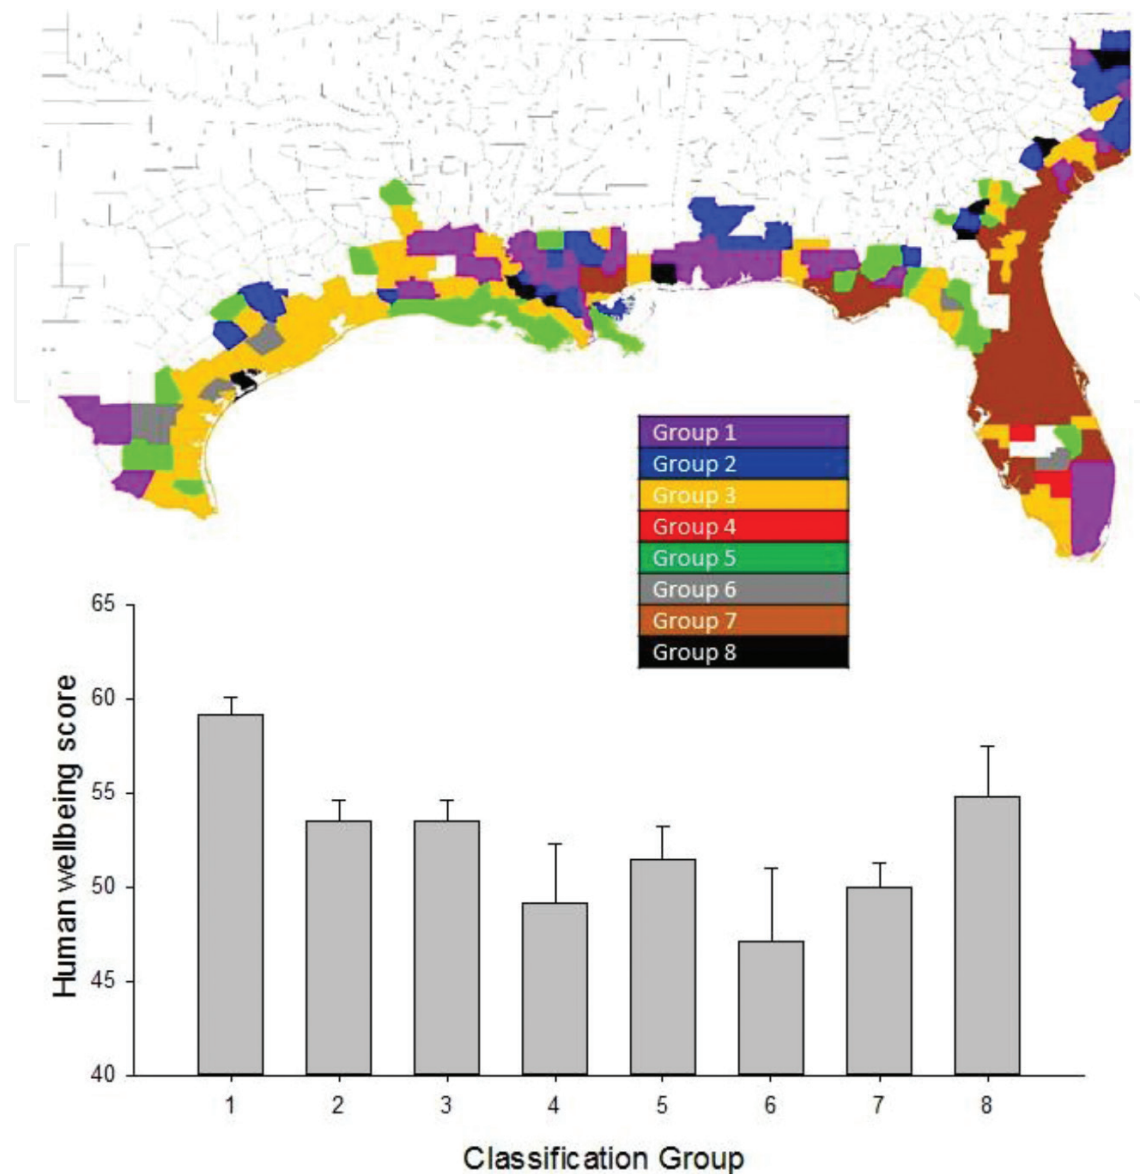 Group 1
Group 2
Group 3
Group 4
Group 5
Group 6
Group 7
Group 8
65
60
55
50
45
40
Human wellbeing score
1 2 3 4 5 6 7 8
Classification Group